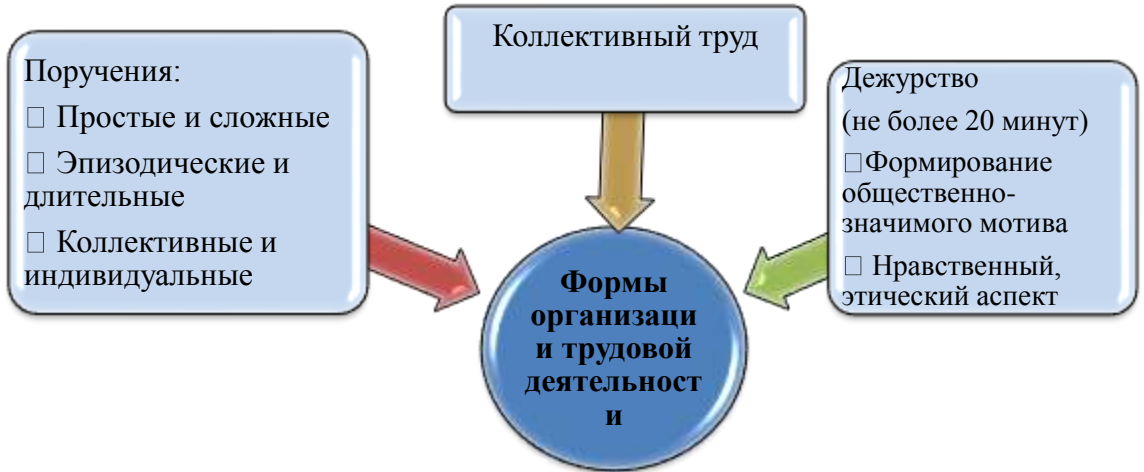 Поручения:
□ Простые и сложные
□ Эпизодические и
длительные
□ Коллективные и
индивидуальные
Коллективный труд
Дежурство
(не более 20 минут)
□Формирование
общественно-
значимого мотива
□ Нравственный,
этический аспект
Формы
организаци
и трудовой
деятельност
и